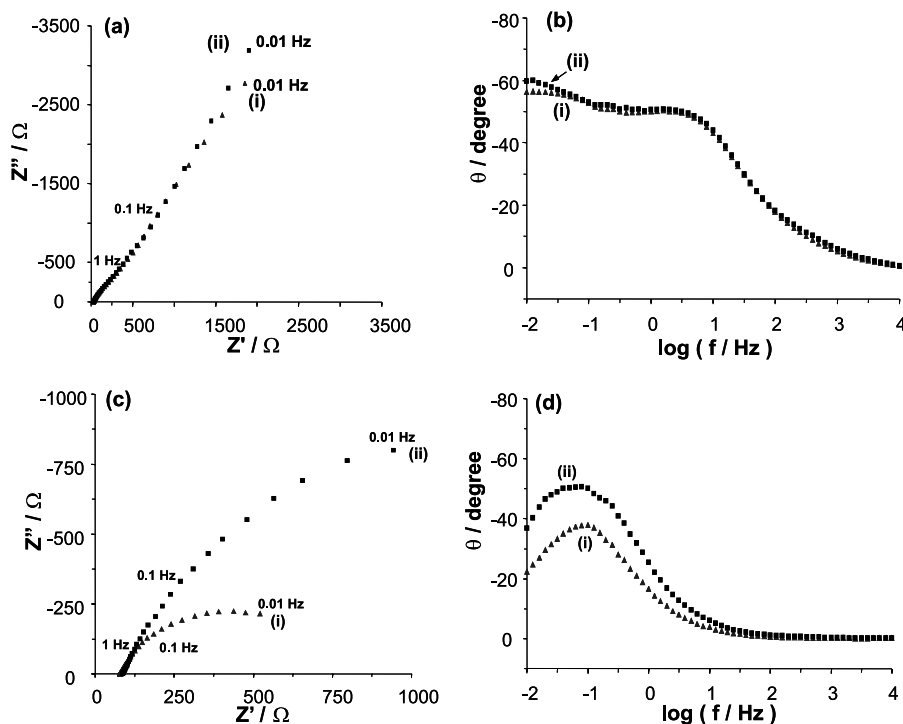 (a)
-3500
-2500
-1500
-500
0
Z'' / Ω
(ii)
0.01 Hz
0.01 Hz
(i)
0.1 Hz
1 Hz
0 500 1500 2500 3500
Z' / Ω
(b)
-80
-60
-40
-20
0
θ / degree
(ii)
(i)
-2 -1 0 1 2 3 4
log ( f / Hz )
(c)
-1000
-750
-500
-250
0
Z'' / Ω
0.01 Hz
(ii)
0.1 Hz
0.01 Hz
(i)
1 Hz
0.1 Hz
0 250 500 750 1000
Z' / Ω
(d)
-80
-60
-40
-20
0
θ / degree
(ii)
(i)
-2 -1 0 1 2 3 4
log ( f / Hz )